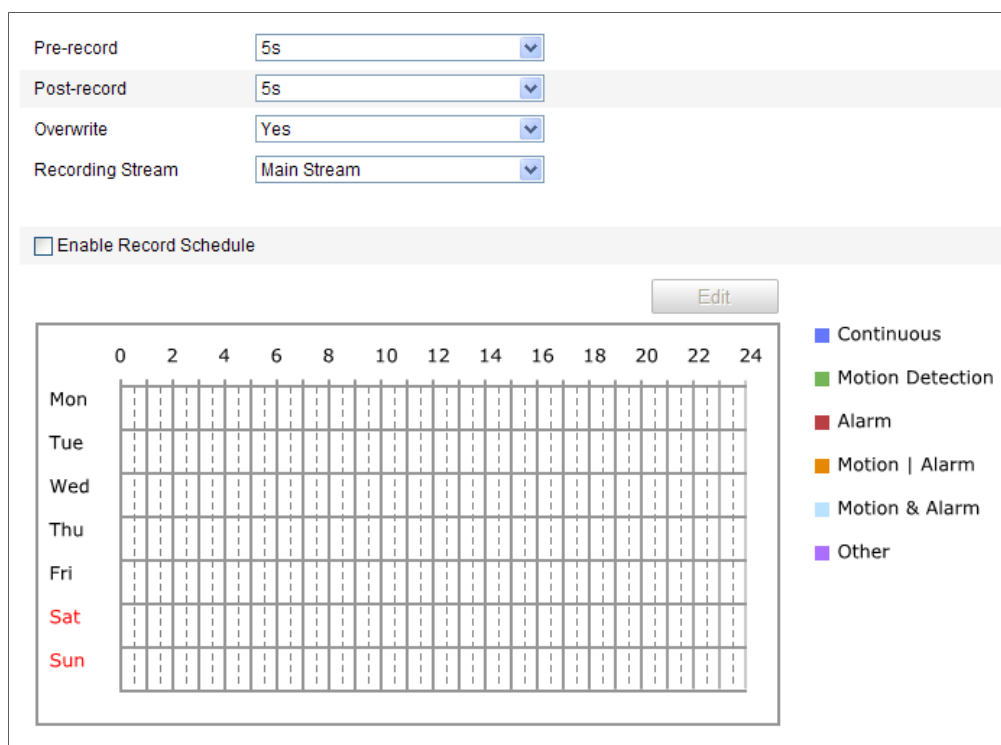 Pre-record 5s
Post-record 5s
Overwrite Yes
Recording Stream Main Stream
Enable Record Schedule
Edit
0 2 4 6 8 10 12 14 16 18 20 22 24
Mon
Tue
Wed
Thu
Fri
Sat
Sun
Continuous
Motion Detection
Alarm
Motion | Alarm
Motion & Alarm
Other